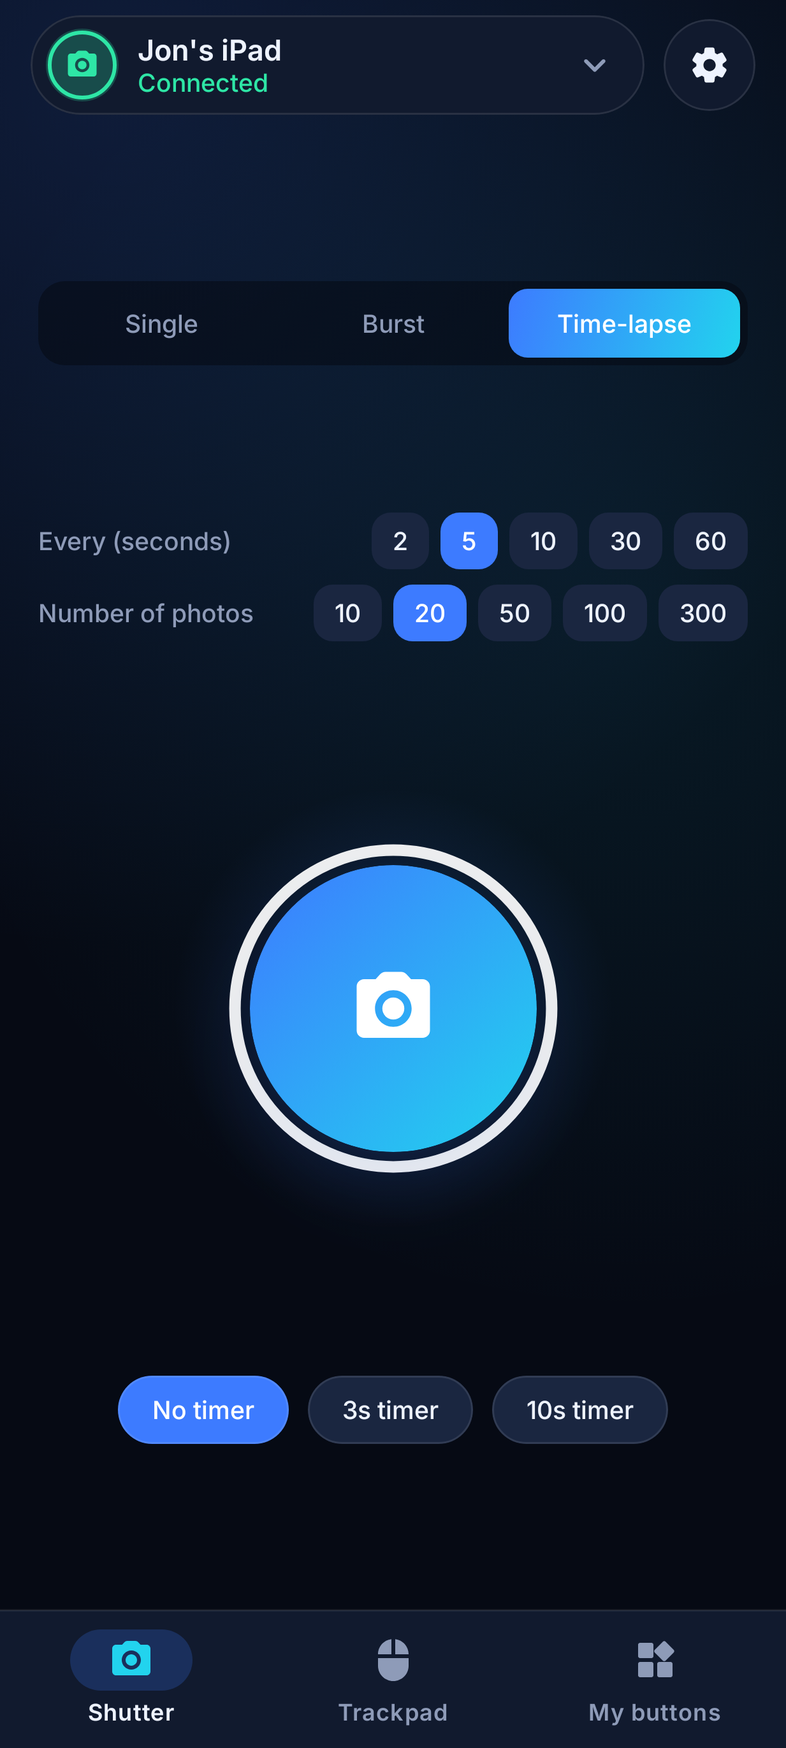 Jon's iPad
Connected
Single Burst Time-lapse
Every (seconds) 2 5 10 30 60
Number of photos 10 20 50 100 300
No timer 3s timer 10s timer
Shutter Trackpad My buttons